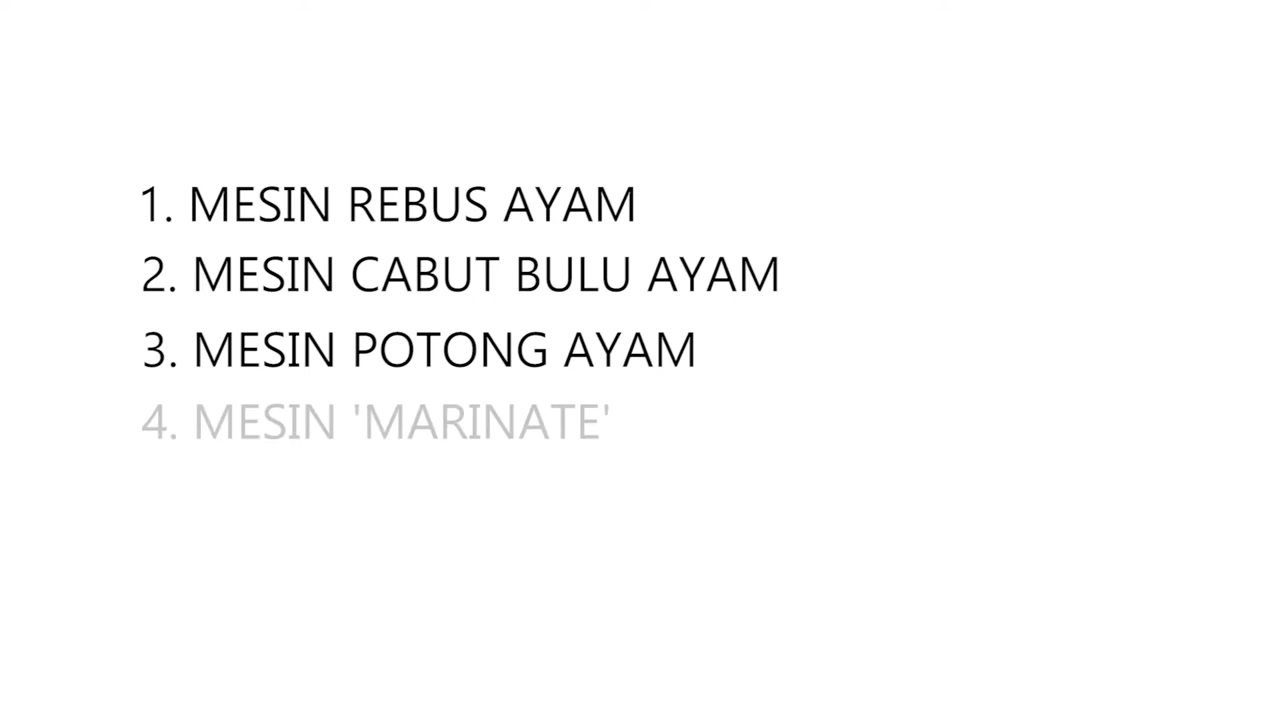 1. MESIN REBUS AYAM
2. MESIN CABUT BULU AYAM
3. MESIN POTONG AYAM
4. MESIN 'MARINATE'